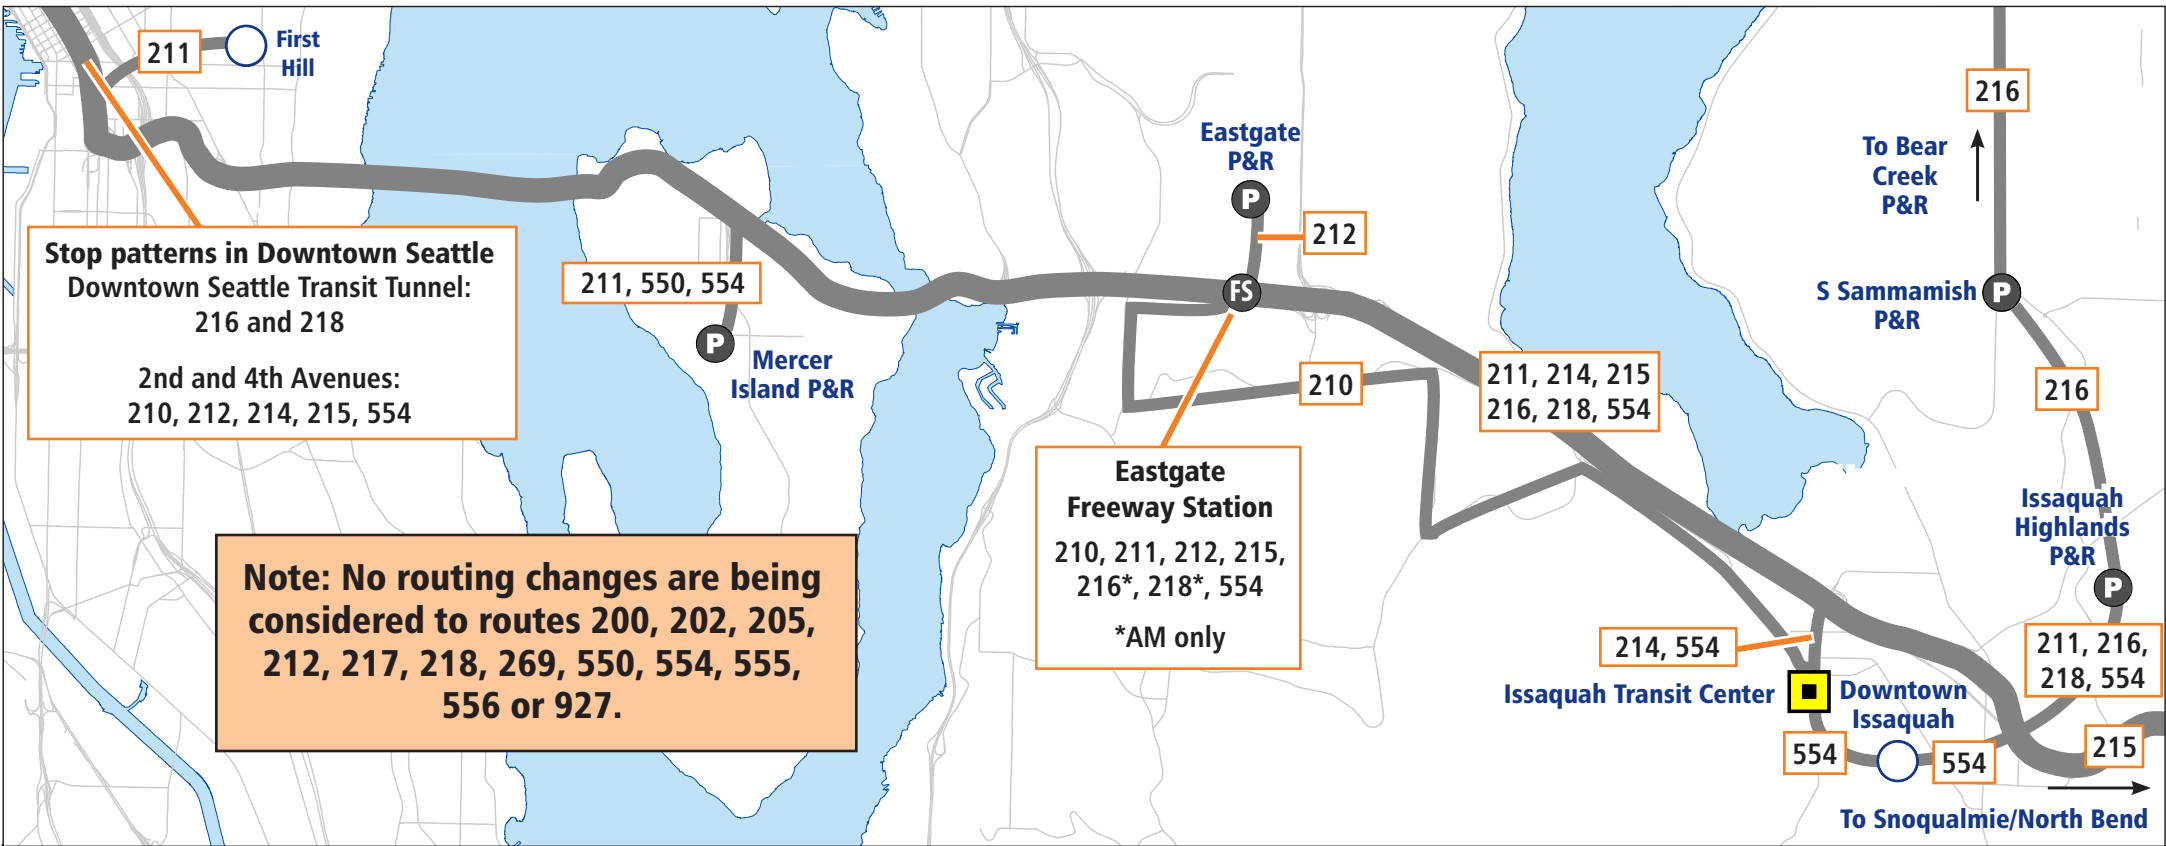 211
First
Hill
Stop patterns in Downtown Seattle
Downtown Seattle Transit Tunnel:
216 and 218
2nd and 4th Avenues:
210, 212, 214, 215, 554
211, 550, 554
P
Mercer
Island P&R
Eastgate
P&R
P
212
FS
210
Eastgate
Freeway Station
210, 211, 212, 215,
216*, 218*, 554
*AM only
211, 214, 215
216, 218, 554
216
To Bear
Creek
P&R
S Sammamish
P&R
P
216
Issaquah
Highlands
P&R
P
211, 216,
218, 554
214, 554
Issaquah Transit Center
Downtown
Issaquah
554
554
215
To Snoqualmie/North Bend
Note: No routing changes are being
considered to routes 200, 202, 205,
212, 217, 218, 269, 550, 554, 555,
556 or 927.